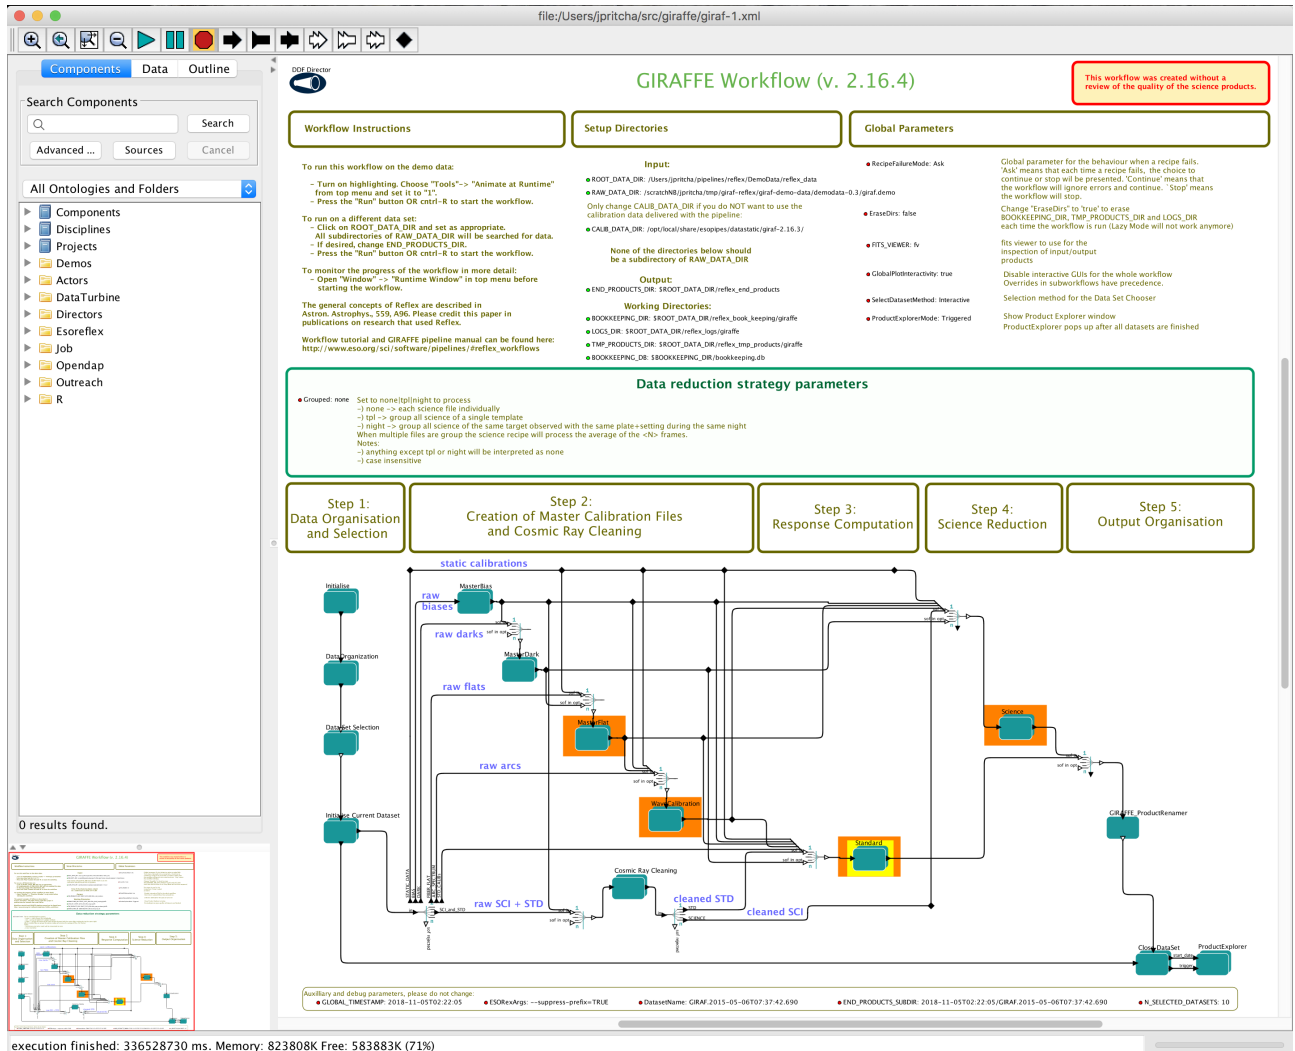 file:/Users/jpritcha/src/giraffe/giraf-1.xml
Components
Data
Outline
Search Components
Search
Advanced ...
Sources
Cancel
All Ontologies and Folders
Components
Disciplines
Projects
Demos
Actors
DataTurbine
Directors
Esoreflex
Job
Opendap
Outreach
R
0 results found.
DDF Director
GIRAFFE Workflow (v. 2.16.4)
This workflow was created without a
review of the quality of the science products.
Workflow Instructions
Setup Directories
Global Parameters
To run this workflow on the demo data:
- Turn on highlighting. Choose "Tools"-> "Animate at Runtime"
from top menu and set it to "1".
- Press the "Run" button OR cntrl-R to start the workflow.
To run on a different data set:
- Click on ROOT_DATA_DIR and set as appropriate.
All subdirectories of RAW_DATA_DIR will be searched for data.
- If desired, change END_PRODUCTS_DIR.
- Press the "Run" button OR cntrl-R to start the workflow.
To monitor the progress of the workflow in more detail:
- Open "Window" -> "Runtime Window" in top menu before
starting the workflow.
The general concepts of Reflex are described in
Astron. Astrophys., 559, A96. Please credit this paper in
publications on research that used Reflex.
Workflow tutorial and GIRAFFE pipeline manual can be found here:
http://www.eso.org/sci/software/pipelines/#reflex_workflows
Input:
ROOT_DATA_DIR: /Users/jpritcha/pipelines/reflex/DemoData/reflex_data
RAW_DATA_DIR: /scratchNB/jpritcha/tmp/giraf-reflex/giraf-demo-data/demodata-0.3/giraf.demo
Only change CALIB_DATA_DIR if you do NOT want to use the
calibration data delivered with the pipeline:
CALIB_DATA_DIR: /opt/local/share/esopipes/datastatic/giraf-2.16.3/
None of the directories below should
be a subdirectory of RAW_DATA_DIR
Output:
END_PRODUCTS_DIR: $ROOT_DATA_DIR/reflex_end_products
Working Directories:
BOOKKEEPING_DIR: $ROOT_DATA_DIR/reflex_book_keeping/giraffe
LOGS_DIR: $ROOT_DATA_DIR/reflex_logs/giraffe
TMP_PRODUCTS_DIR: $ROOT_DATA_DIR/reflex_tmp_products/giraffe
BOOKKEEPING_DB: $BOOKKEEPING_DIR/bookkeeping.db
RecipeFailureMode: Ask
Global parameter for the behaviour when a recipe fails.
'Ask' means that each time a recipe fails, the choice to
continue or stop wil be presented. 'Continue' means that
the workflow will ignore errors and continue. `Stop' means
the workflow will stop.
EraseDirs: false
Change "EraseDirs" to 'true' to erase
BOOKKEEPING_DIR, TMP_PRODUCTS_DIR and LOGS_DIR
each time the workflow is run (Lazy Mode will not work anymore)
FITS_VIEWER: fv
fits viewer to use for the
inspection of input/output
products
GlobalPlotInteractivity: true
Disable interactive GUIs for the whole workflow
Overrides in subworkflows have precedence.
SelectDatasetMethod: Interactive
Selection method for the Data Set Chooser
ProductExplorerMode: Triggered
Show Product Explorer window
ProductExplorer pops up after all datasets are finished
Data reduction strategy parameters
Grouped: none
Set to none|tpl|night to process
-) none -> each science file individually
-) tpl -> group all science of a single template
-) night -> group all science of the same target observed with the same plate+setting during the same night
When multiple files are group the science recipe will process the average of the <N> frames.
Notes:
-) anything except tpl or night will be interpreted as none
-) case insensitive
Step 1:
Data Organisation
and Selection
Step 2:
Creation of Master Calibration Files
and Cosmic Ray Cleaning
Step 3:
Response Computation
Step 4:
Science Reduction
Step 5:
Output Organisation
static calibrations
Initialise
MasterBias
raw
biases
raw darks
sof in opt
DataOrganization
MasterDark
raw flats
Science
DataSet Selection
MasterFlat
raw arcs
sof in opt
WaveCalibration
Initialise Current Dataset
GIRAFFE_ProductRenamer
Standard
Cosmic Ray Cleaning
raw SCI + STD
cleaned STD
cleaned SCI
SCI_and_STD
STD
SCIENCE
sof rejected
Close DataSet
ProductExplorer
start_data
trigger
Auxilliary and debug parameters, please do not change:
GLOBAL_TIMESTAMP: 2018-11-05T02:22:05
ESORexArgs: --suppress-prefix=TRUE
DatasetName: GIRAF.2015-05-06T07:37:42.690
END_PRODUCTS_SUBDIR: 2018-11-05T02:22:05/GIRAF.2015-05-06T07:37:42.690
N_SELECTED_DATASETS: 10
execution finished: 336528730 ms. Memory: 823808K Free: 583883K (71%)